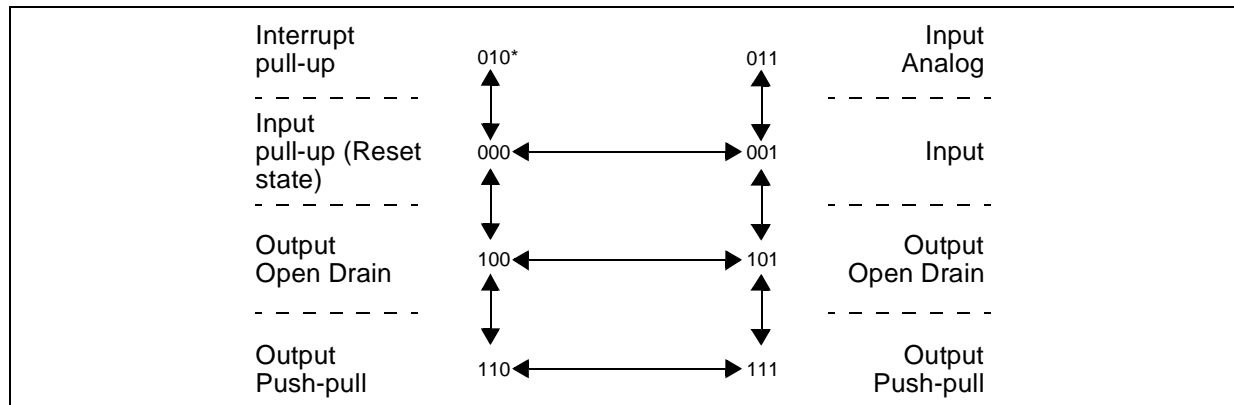 Interrupt
pull-up
010*
011
Input
Analog
Input
pull-up (Reset
state)
000
001
Input
Output
Open Drain
100
101
Output
Open Drain
Output
Push-pull
110
111
Output
Push-pull